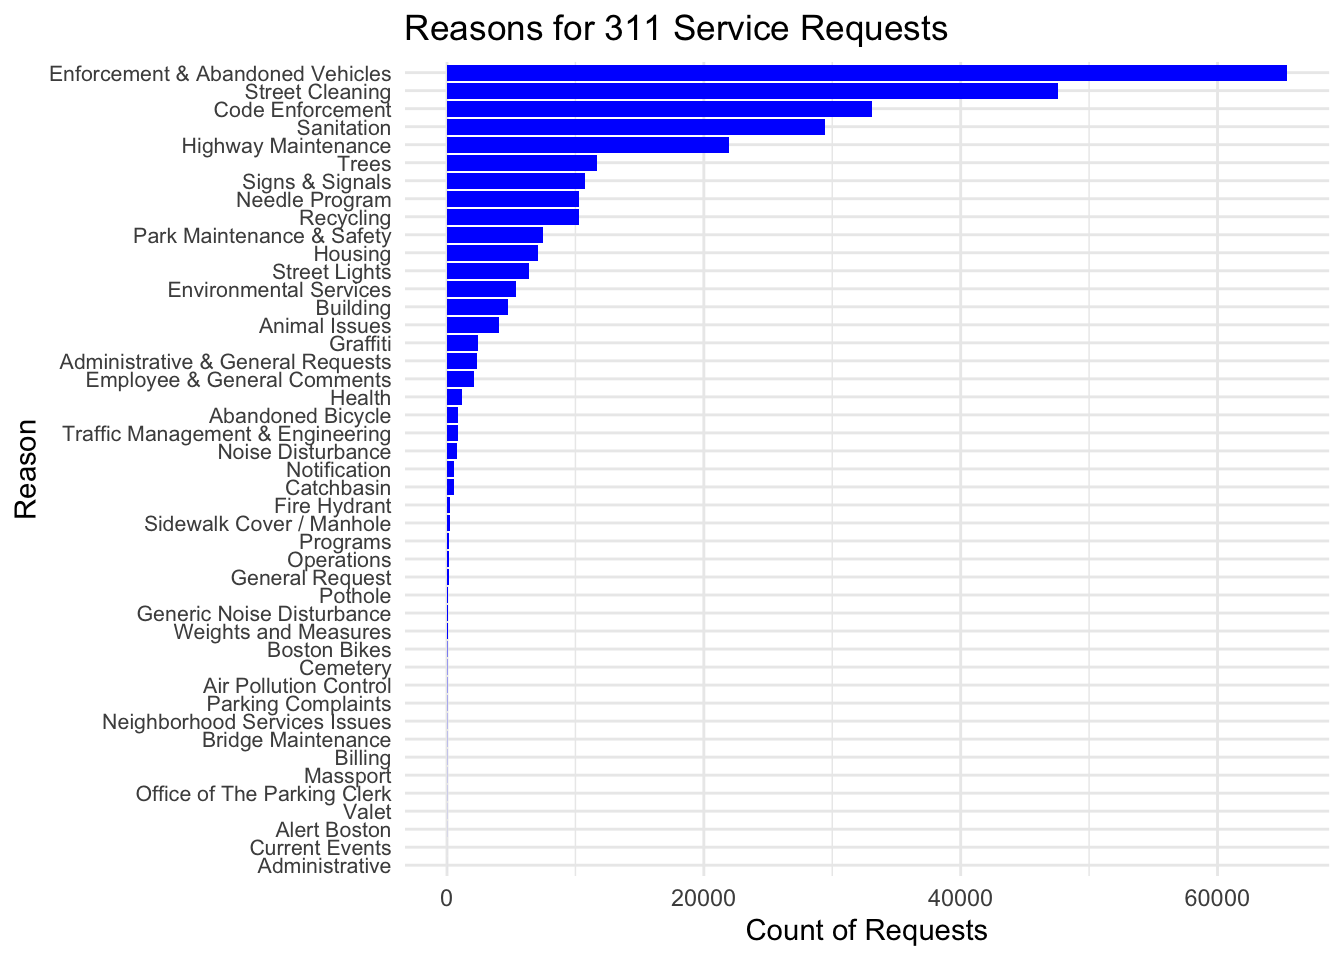 Reasons for 311 Service Requests
Enforcement & Abandoned Vehicles
Street Cleaning
Code Enforcement
Sanitation
Highway Maintenance
Trees
Signs & Signals
Needle Program
Recycling
Park Maintenance & Safety
Housing
Street Lights
Environmental Services
Building
Animal Issues
Graffiti
Administrative & General Requests
Employee & General Comments
Health
Abandoned Bicycle
Traffic Management & Engineering
Noise Disturbance
Notification
Catchbasin
Fire Hydrant
Sidewalk Cover / Manhole
Programs
Operations
General Request
Pothole
Generic Noise Disturbance
Weights and Measures
Boston Bikes
Cemetery
Air Pollution Control
Parking Complaints
Neighborhood Services Issues
Bridge Maintenance
Billing
Massport
Office of The Parking Clerk
Valet
Alert Boston
Current Events
Administrative
Reason
0 20000 40000 60000
Count of Requests